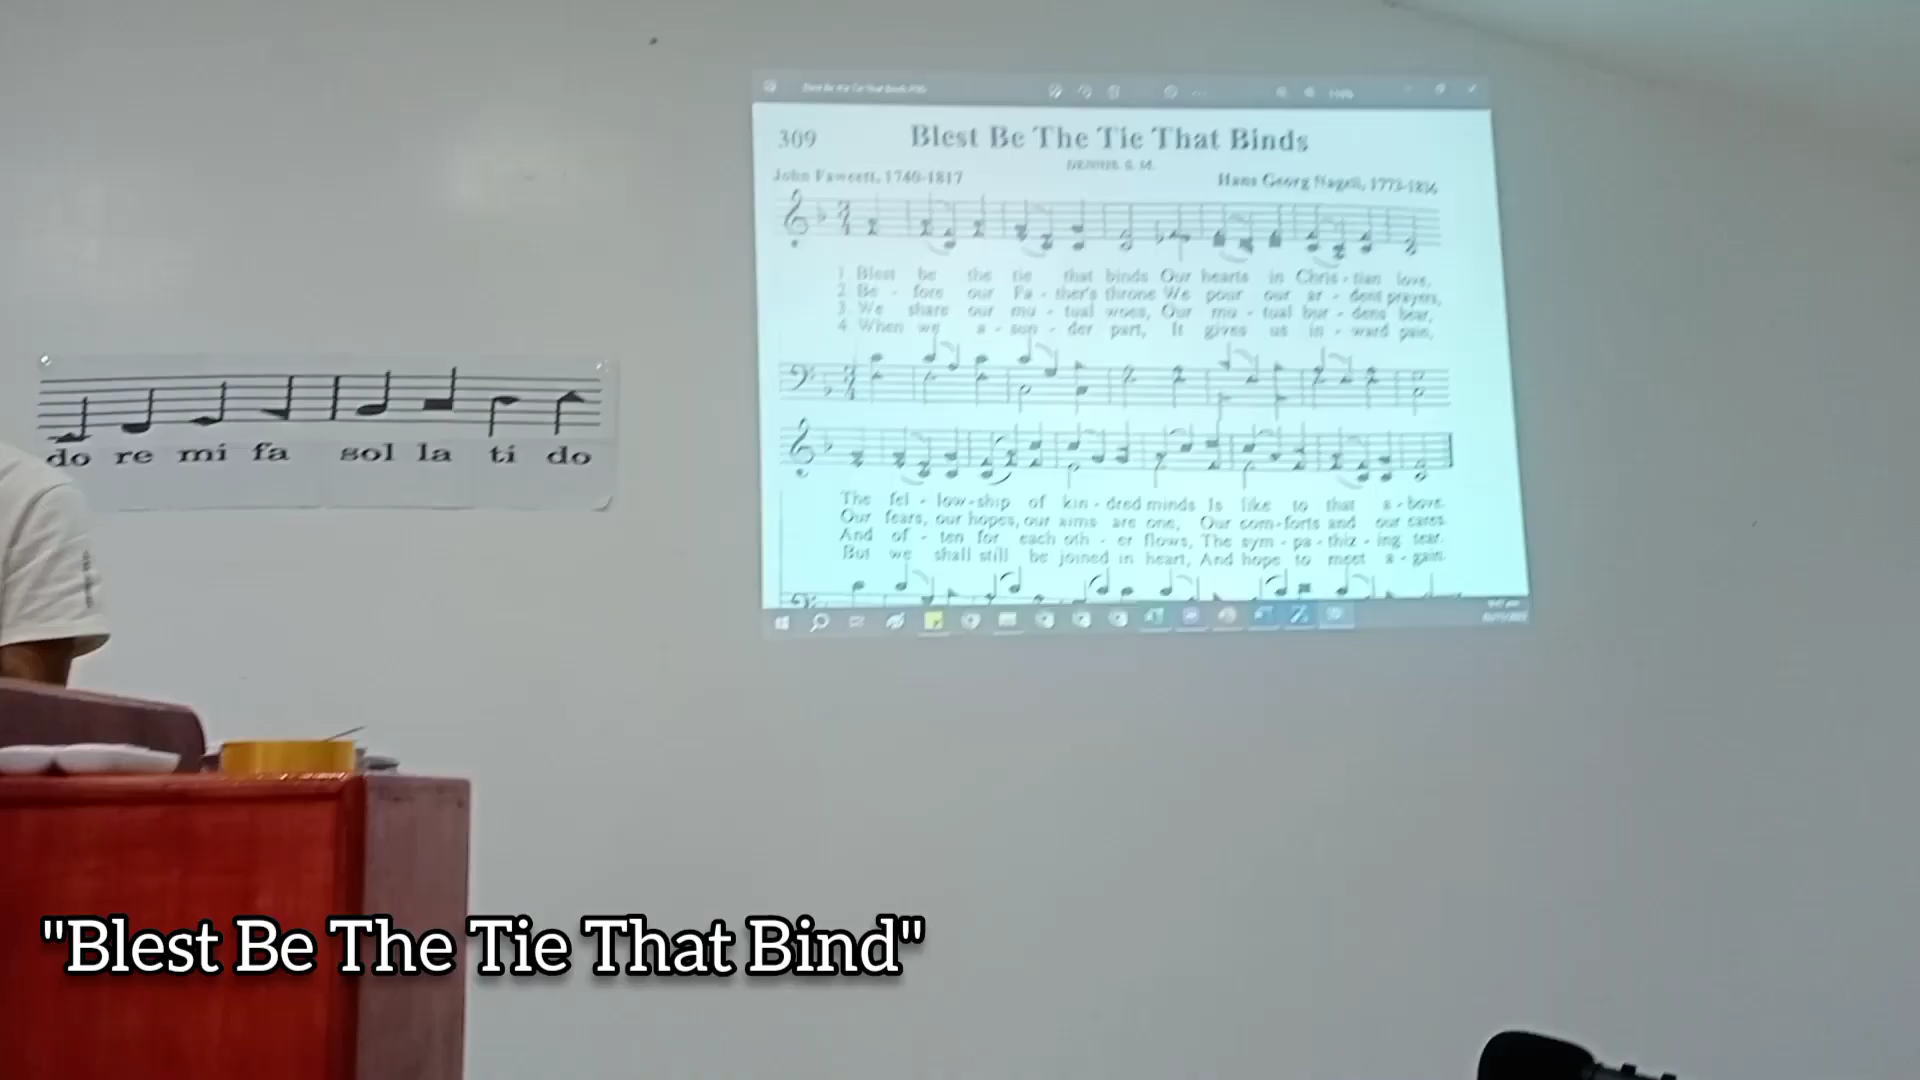 Blest Be The Tie That Binds.
309 Blest Be The Tie That Binds
DENNIS S. M.
John Fawcett, 1740-1817 Hans Georg Nageli, 1773-1836
1 Blest be the tie that binds Our hearts in Chris - tian love,
2 Be - fore our Fa - ther's throne We pour our ar - dent prayers,
3 We share our mu - tual woes, Our mu - tual bur - dens bear,
4 When we a - sun - der part, It gives us in - ward pain,
The fel - low-ship of kin - dred minds Is like to that a - bove.
Our fears, our hopes, our aims are one, Our com-forts and our cares.
And of - ten for each oth - er flows, The sym - pa - thiz - ing tear.
But we shall still be joined in heart, And hope to meet a - gain.
do re mi fa sol la ti do
"Blest Be The Tie That Bind"